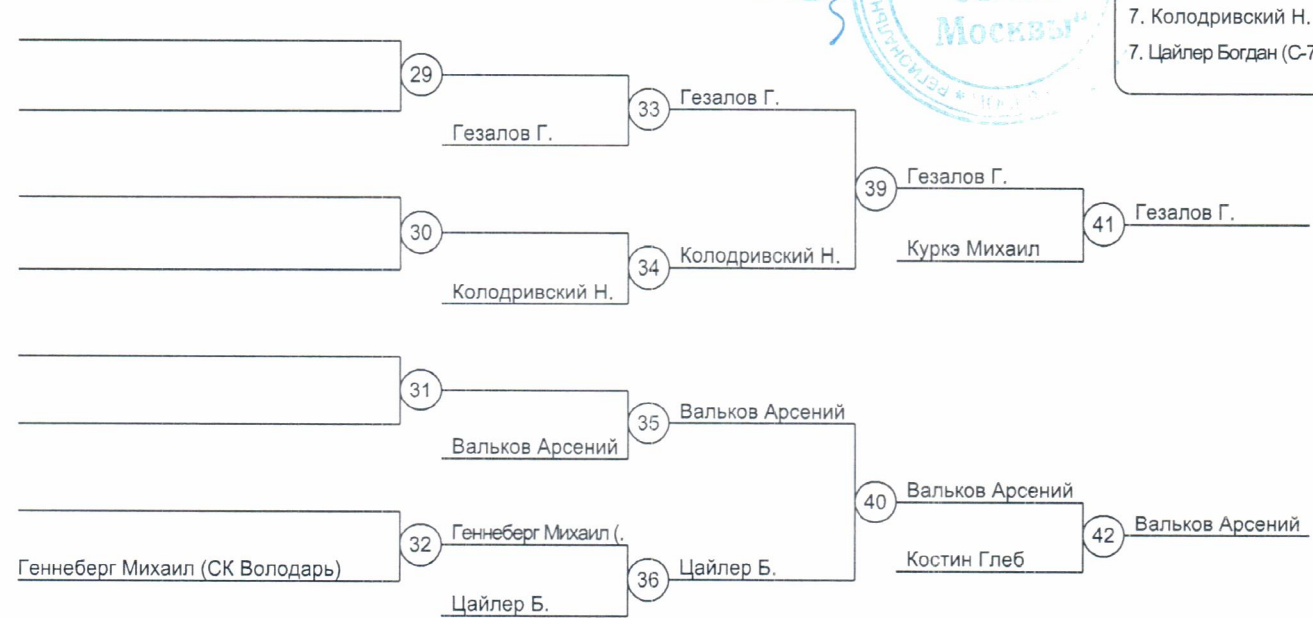 Москвы"
РЕГИОНАЛЬН
7. Колодривский Н.
7. Цайлер Богдан (С-7
29
Гезалов Г.
33
Гезалов Г.
39
Гезалов Г.
41
Гезалов Г.
30
Куркэ Михаил
34
Колодривский Н.
Колодривский Н.
31
35
Вальков Арсений
Вальков Арсений
40
Вальков Арсений
42
Вальков Арсений
32
Геннеберг Михаил (.
Костин Глеб
Геннеберг Михаил (СК Володарь)
36
Цайлер Б.
Цайлер Б.